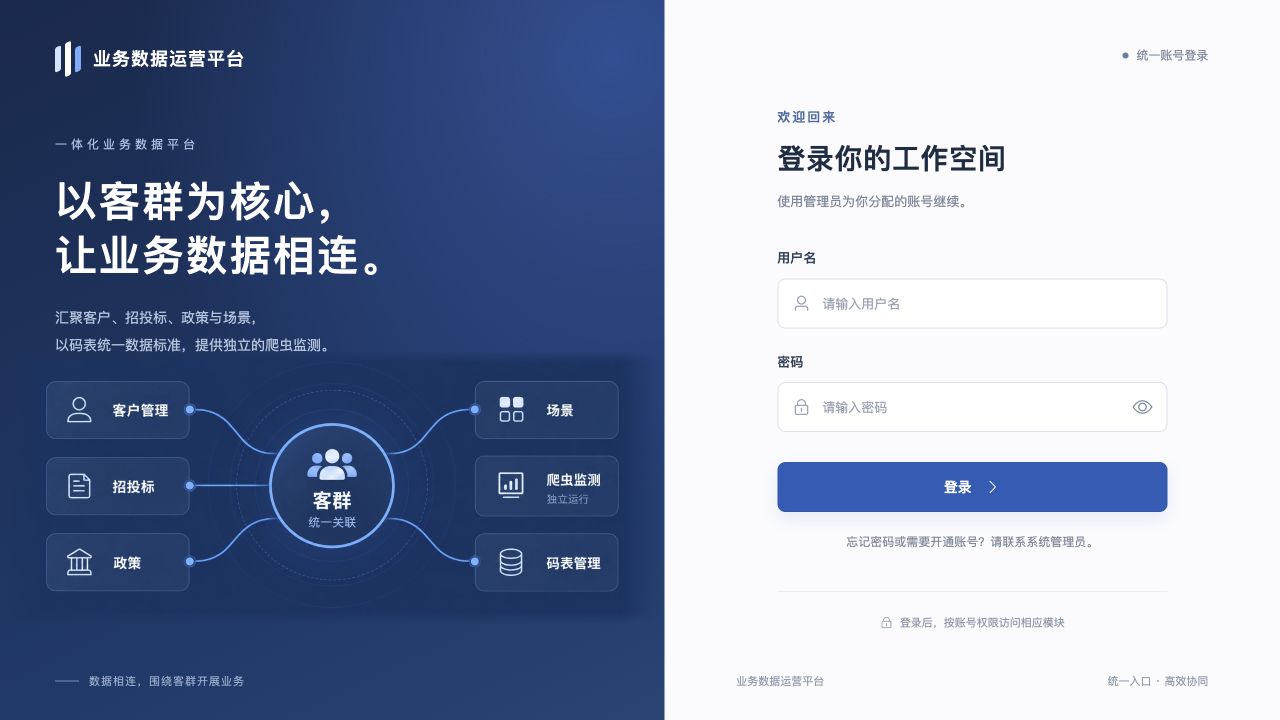 业务数据运营平台
一体化业务数据平台
以客群为核心，
让业务数据相连。
汇聚客户、招投标、政策与场景，
以码表统一数据标准，提供独立的爬虫监测。
客户管理
招投标
政策
客群
统一关联
场景
爬虫监测
独立运行
码表管理
数据相连，围绕客群开展业务
统一账号登录
欢迎回来
登录你的工作空间
使用管理员为你分配的账号继续。
用户名
请输入用户名
密码
请输入密码
登录
忘记密码或需要开通账号？请联系系统管理员。
登录后，按账号权限访问相应模块
业务数据运营平台
统一入口 · 高效协同